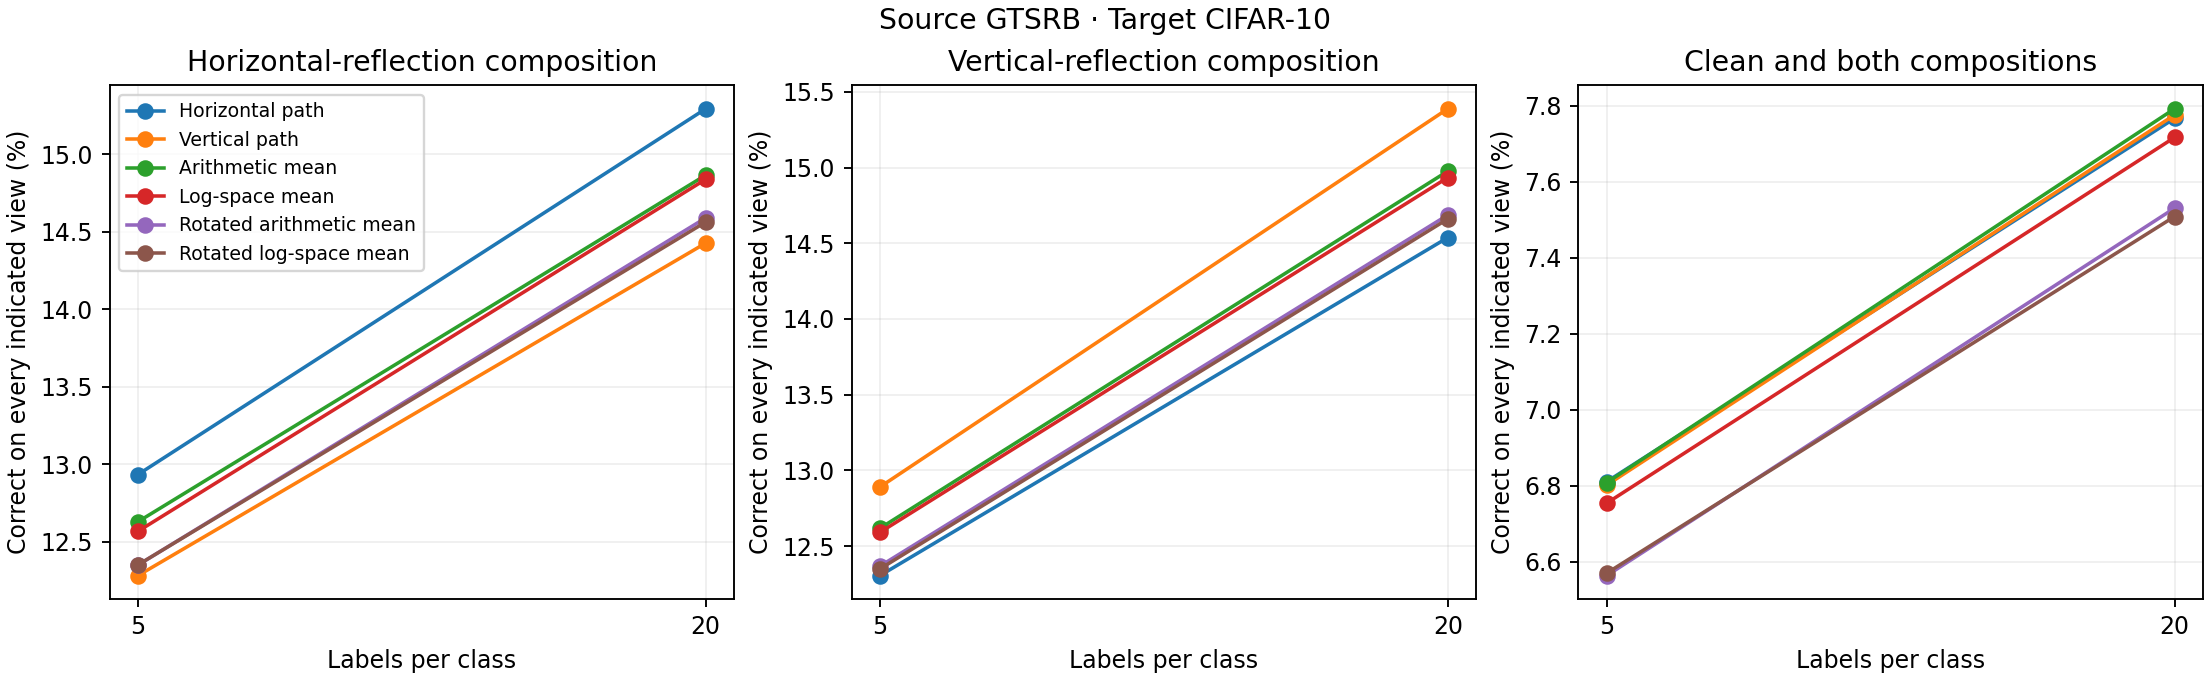 Source GTSRB · Target CIFAR-10
Horizontal-reflection composition
Correct on every indicated view (%)
15.0
14.5
14.0
13.5
13.0
12.5
Horizontal path
Vertical path
Arithmetic mean
Log-space mean
Rotated arithmetic mean
Rotated log-space mean
5
20
Labels per class
Vertical-reflection composition
Correct on every indicated view (%)
15.5
15.0
14.5
14.0
13.5
13.0
12.5
5
20
Labels per class
Clean and both compositions
Correct on every indicated view (%)
7.8
7.6
7.4
7.2
7.0
6.8
6.6
5
20
Labels per class